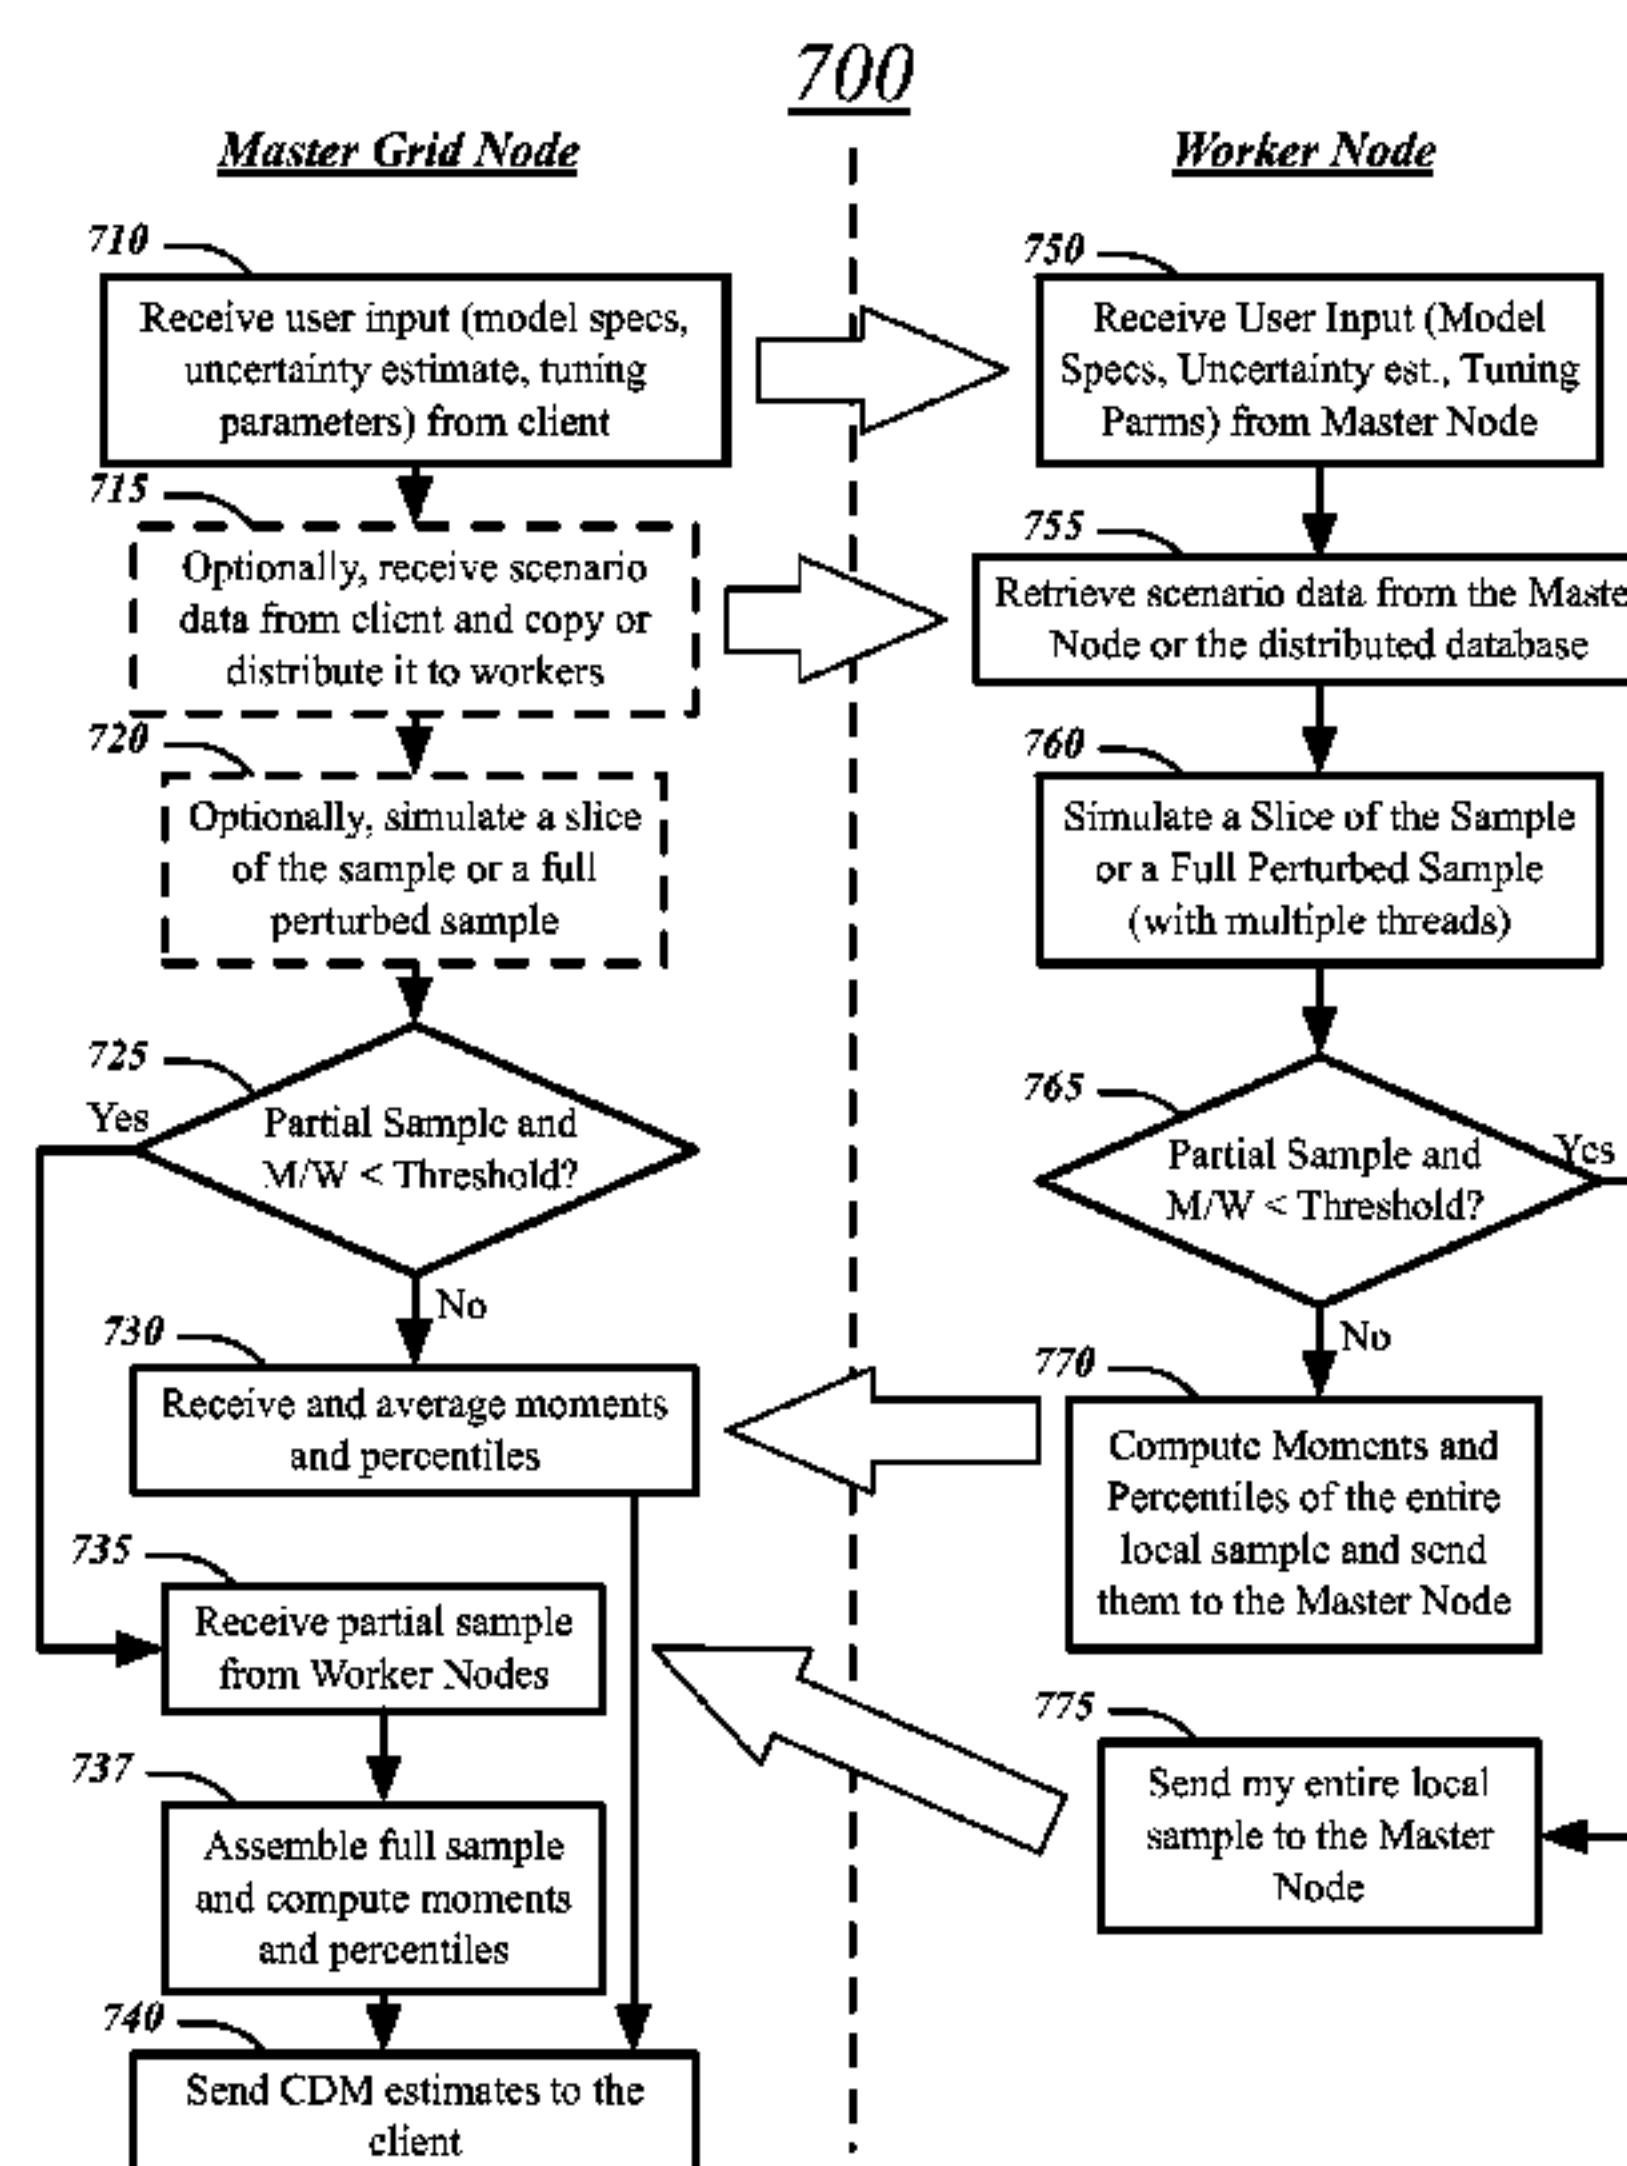 700
Master Grid Node
710
Receive user input (model specs,
uncertainty estimate, tuning
parameters) from client
715
Optionally, receive scenario
data from client and copy or
distribute it to workers
720
Optionally, simulate a slice
of the sample or a full
perturbed sample
725
Yes
Partial Sample and
M/W < Threshold?
No
730
Receive and average moments
and percentiles
735
Receive partial sample
from Worker Nodes
737
Assemble full sample
and compute moments
and percentiles
740
Send CDM estimates to the
client
Worker Node
750
Receive User Input (Model
Specs, Uncertainty est., Tuning
Parms) from Master Node
755
Retrieve scenario data from the Maste
Node or the distributed database
760
Simulate a Slice of the Sample
or a Full Perturbed Sample
(with multiple threads)
765
Yes
Partial Sample and
M/W < Threshold?
No
770
Compute Moments and
Percentiles of the entire
local sample and send
them to the Master Node
775
Send my entire local
sample to the Master
Node